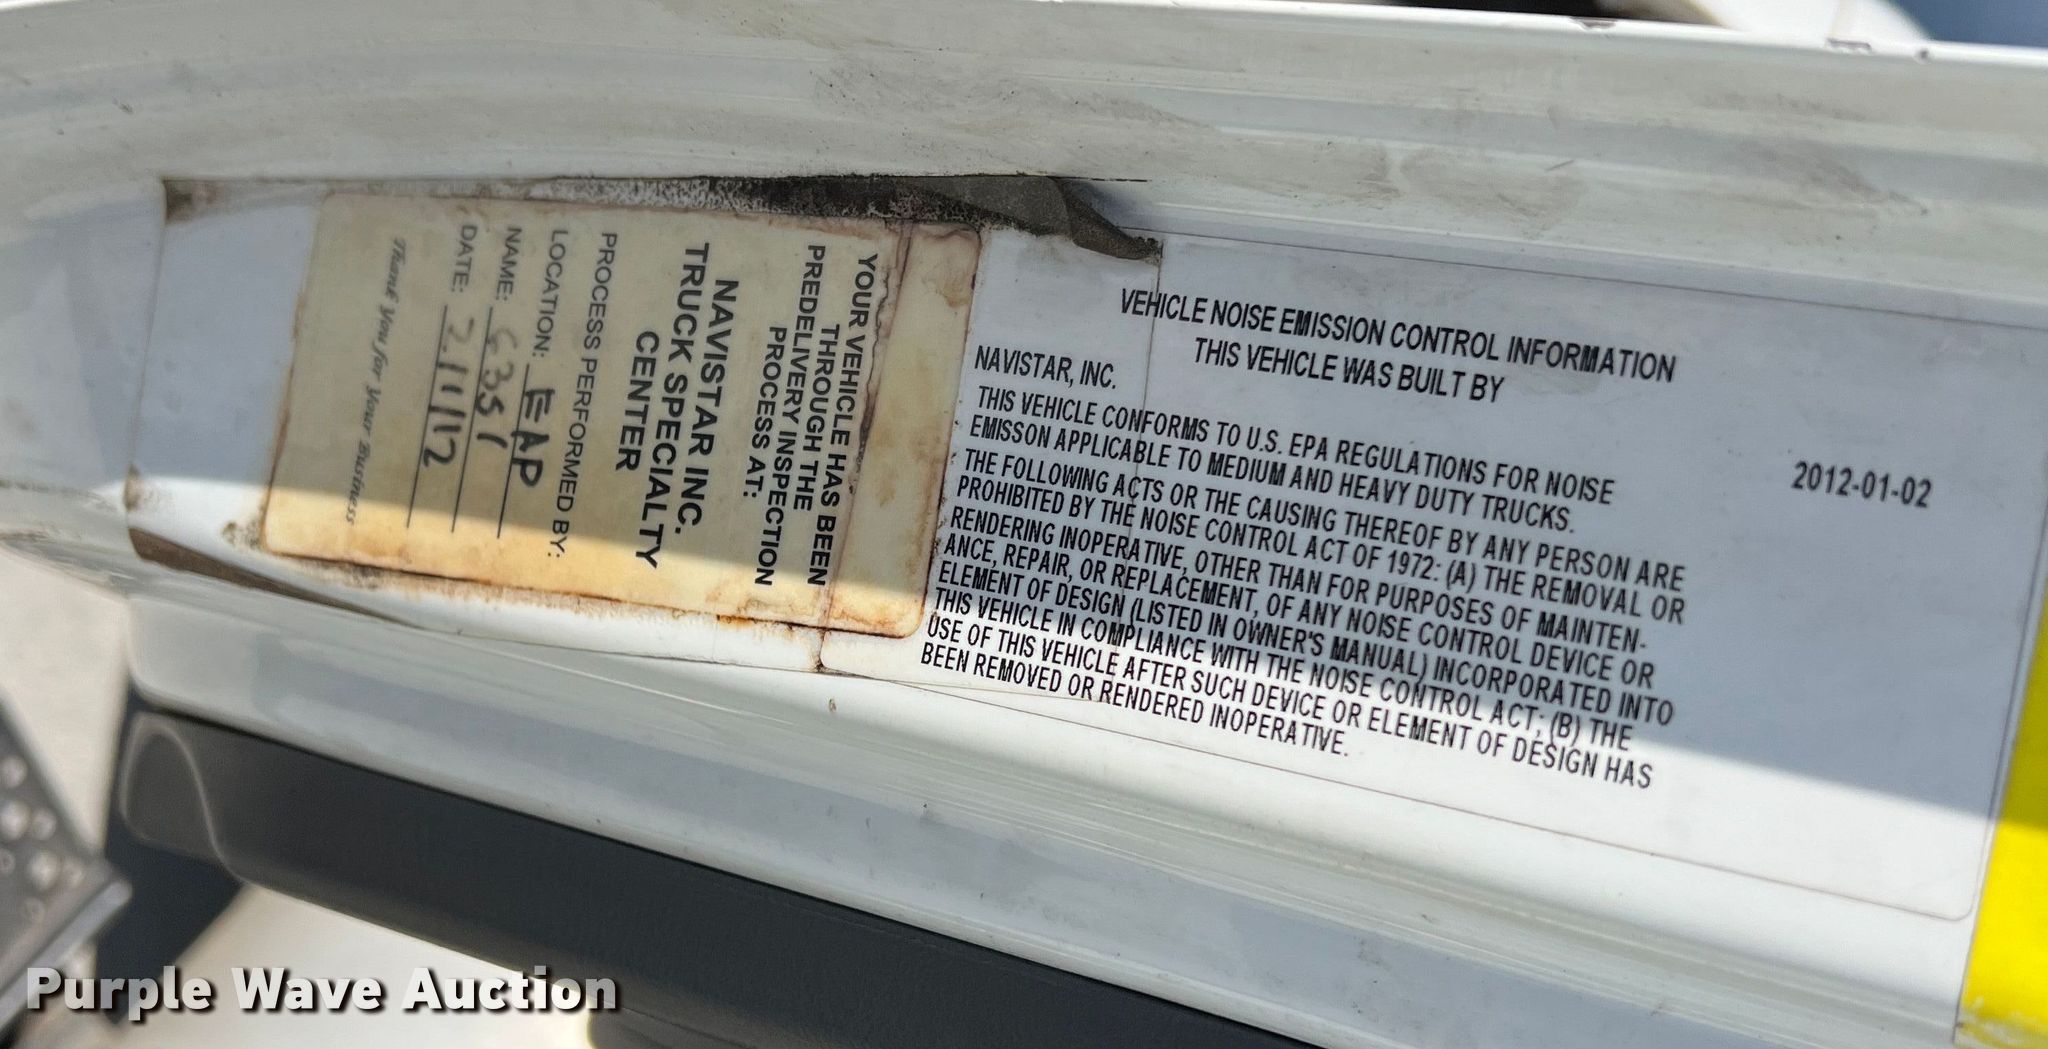 YOUR VEHICLE HAS BEEN
THROUGH THE
PREDELIVERY INSPECTION
PROCESS AT:
NAVISTAR INC.
TRUCK SPECIALTY
CENTER
PROCESS PERFORMED BY:
LOCATION: EAP
NAME: 6351
DATE: 2/1/12
Thank You for Your Business
VEHICLE NOISE EMISSION CONTROL INFORMATION
THIS VEHICLE WAS BUILT BY
NAVISTAR, INC.
2012-01-02
THIS VEHICLE CONFORMS TO U.S. EPA REGULATIONS FOR NOISE
EMISSON APPLICABLE TO MEDIUM AND HEAVY DUTY TRUCKS.
THE FOLLOWING ACTS OR THE CAUSING THEREOF BY ANY PERSON ARE
PROHIBITED BY THE NOISE CONTROL ACT OF 1972: (A) THE REMOVAL OR
RENDERING INOPERATIVE, OTHER THAN FOR PURPOSES OF MAINTEN-
ANCE, REPAIR, OR REPLACEMENT, OF ANY NOISE CONTROL DEVICE OR
ELEMENT OF DESIGN (LISTED IN OWNER'S MANUAL) INCORPORATED INTO
THIS VEHICLE IN COMPLIANCE WITH THE NOISE CONTROL ACT; (B) THE
USE OF THIS VEHICLE AFTER SUCH DEVICE OR ELEMENT OF DESIGN HAS
BEEN REMOVED OR RENDERED INOPERATIVE.
Purple Wave Auction